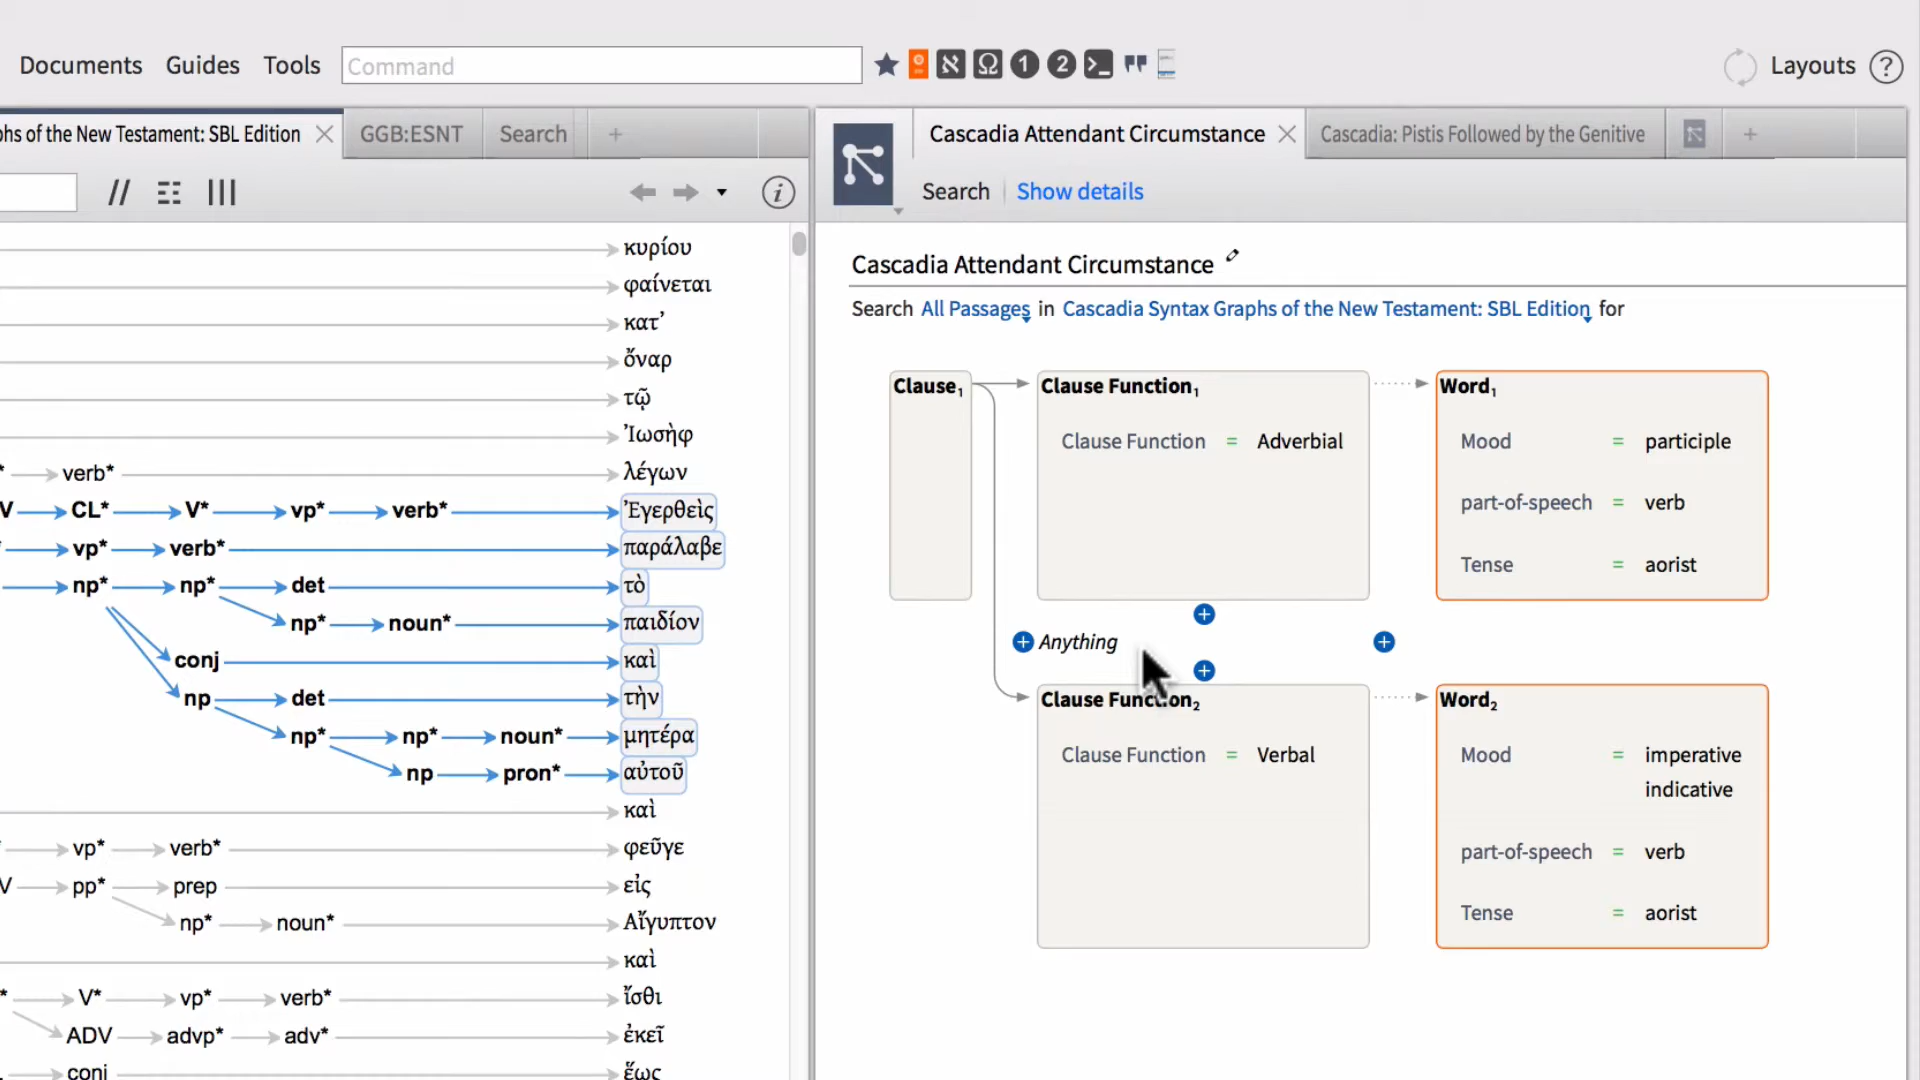 Documents Guides Tools Command 1 2 Layouts ?
hs of the New Testament: SBL Edition GGB:ESNT Search +
Cascadia Attendant Circumstance Cascadia: Pistis Followed by the Genitive +
Search Show details
κυρίου
φαίνεται
κατ’
ὄναρ
τῷ
Ἰωσὴφ
* verb* λέγων
V CL* V* vp* verb* Ἐγερθεὶς
vp* verb* παράλαβε
np* np* det τὸ
np* noun* παιδίον
conj καὶ
np det τὴν
np* np* noun* μητέρα
np pron* αὐτοῦ
καὶ
vp* verb* φεῦγε
V pp* prep εἰς
np* noun* Αἴγυπτον
καὶ
* V* vp* verb* ἴσθι
ADV advp* adv* ἐκεῖ
conj ἕως
Cascadia Attendant Circumstance
Search All Passages in Cascadia Syntax Graphs of the New Testament: SBL Edition for
Clause1
Clause Function1
Clause Function = Adverbial
Word1
Mood = participle
part-of-speech = verb
Tense = aorist
Anything
Clause Function2
Clause Function = Verbal
Word2
Mood = imperative
indicative
part-of-speech = verb
Tense = aorist